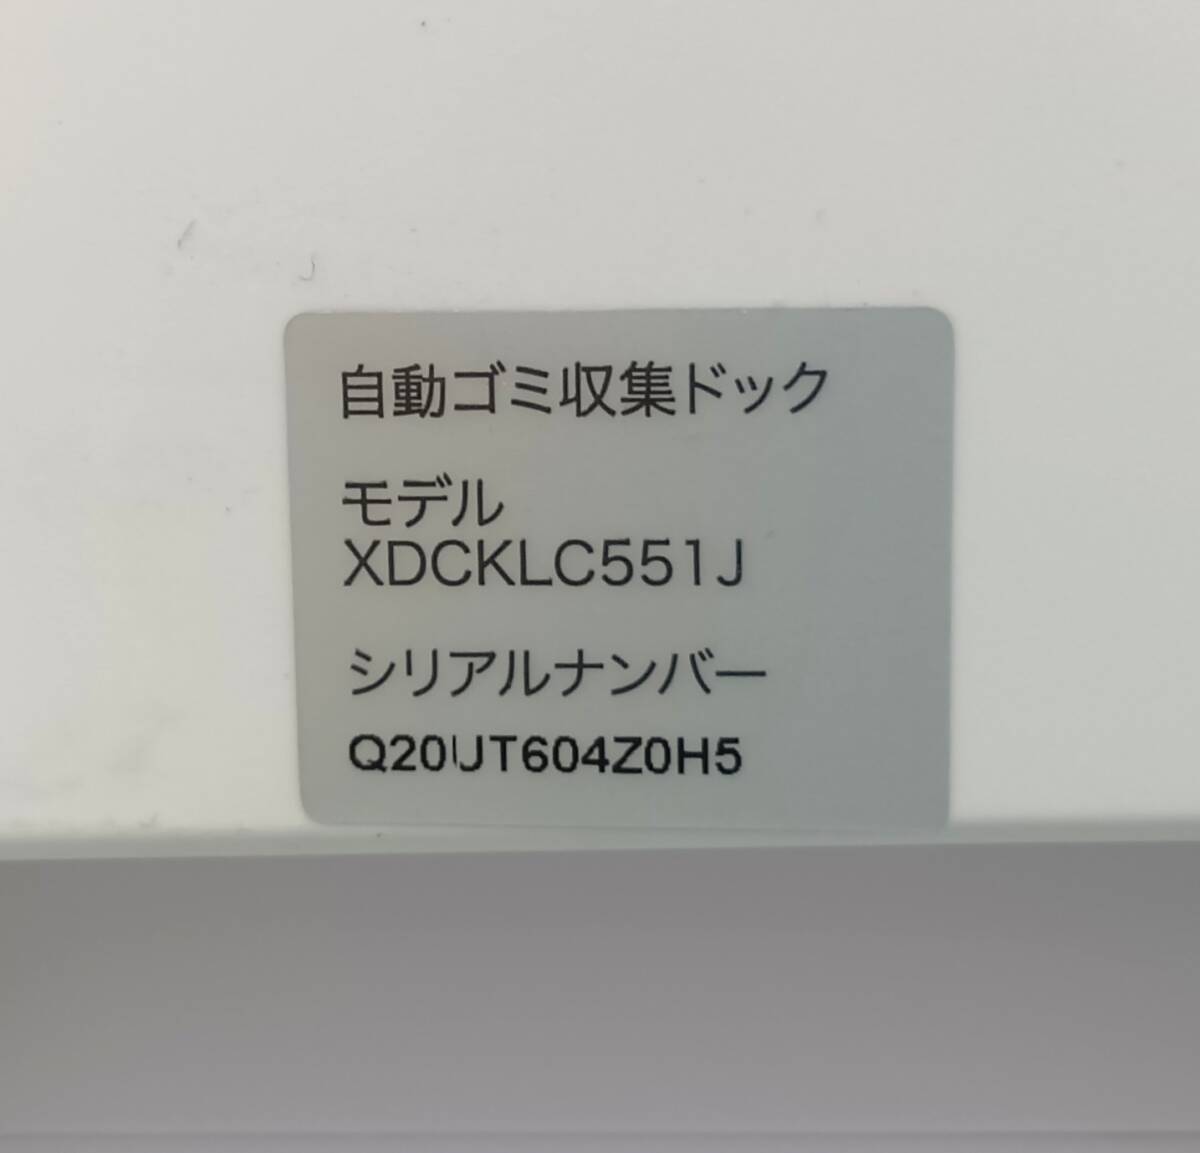 自動ゴミ収集ドック
モデル
XDCKLC551J
シリアルナンバー
Q20UT604Z0H5